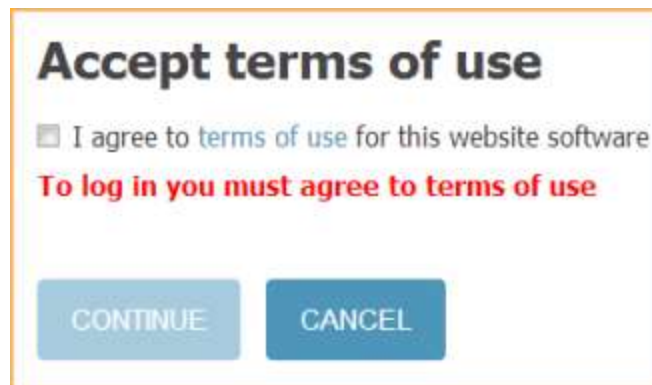 Accept terms of use
I agree to terms of use for this website software
To log in you must agree to terms of use
CONTINUE CANCEL